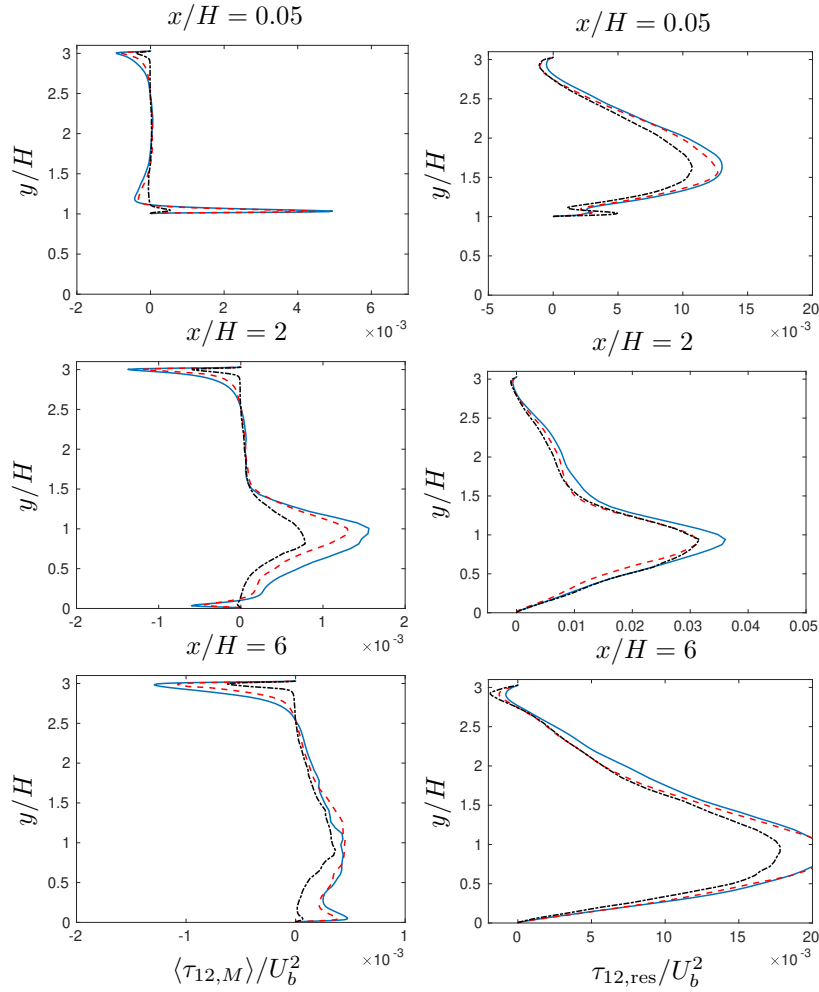 x/H = 0.05
x/H = 0.05
y/H
3
2.5
2
1.5
1
0.5
0
-2 0 2 4 6
×10⁻³
y/H
3
2.5
2
1.5
1
0.5
0
-5 0 5 10 15 20
×10⁻³
x/H = 2
x/H = 2
y/H
3
2.5
2
1.5
1
0.5
0
-2 -1 0 1 2
×10⁻³
y/H
3
2.5
2
1.5
1
0.5
0
0 0.01 0.02 0.03 0.04 0.05
x/H = 6
x/H = 6
y/H
3
2.5
2
1.5
1
0.5
0
-2 -1 0 1
×10⁻³
⟨τ₁₂,M⟩/U_b²
y/H
3
2.5
2
1.5
1
0.5
0
0 5 10 15 20
×10⁻³
τ₁₂,res/U_b²